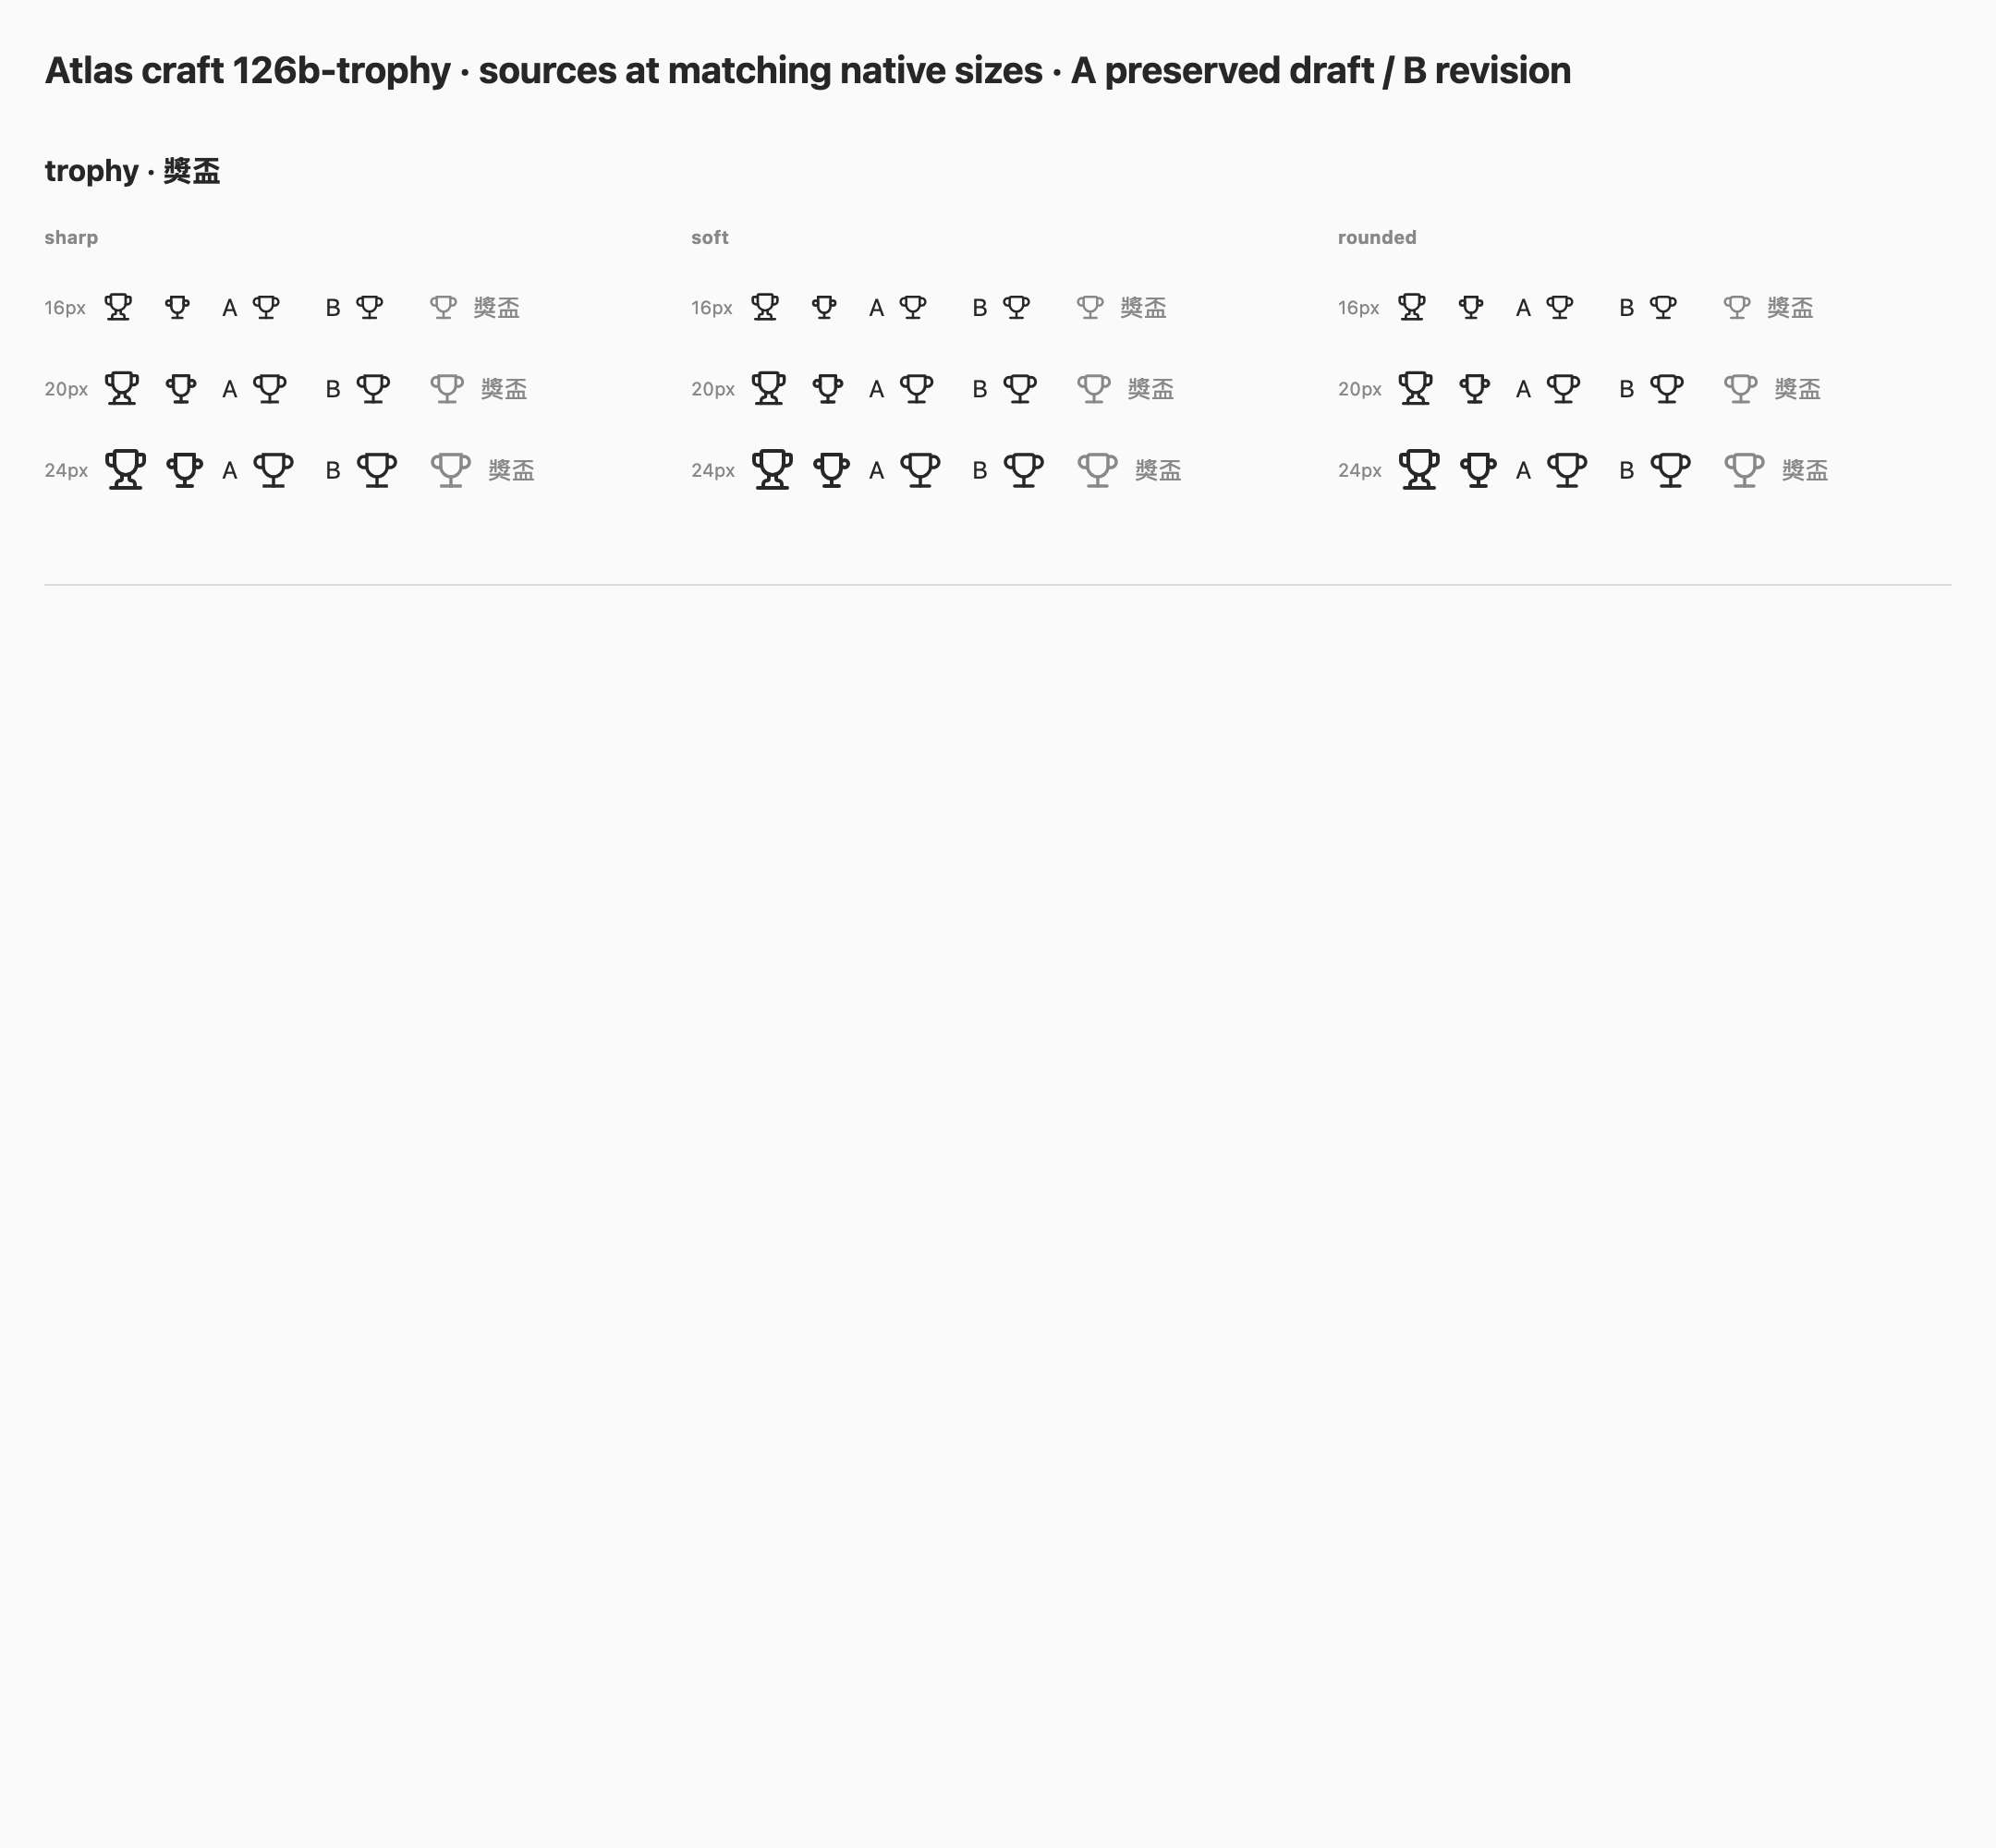 Atlas craft 126b-trophy · sources at matching native sizes · A preserved draft / B revision
trophy · 獎盃
sharp
16px A B 獎盃
20px A B 獎盃
24px A B 獎盃
soft
16px A B 獎盃
20px A B 獎盃
24px A B 獎盃
rounded
16px A B 獎盃
20px A B 獎盃
24px A B 獎盃